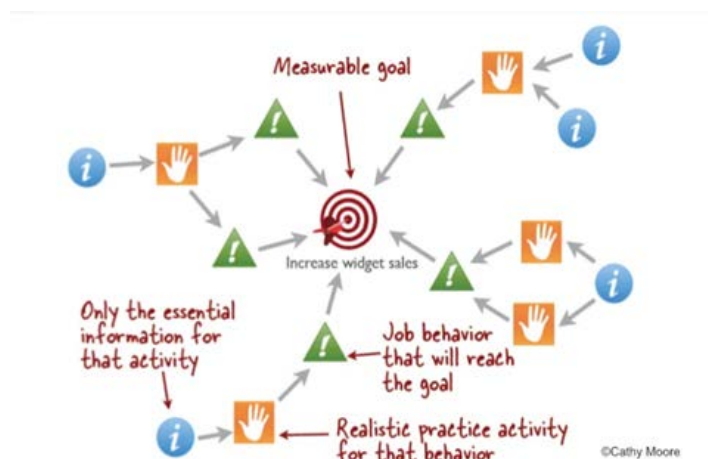 Measurable goal
Increase widget sales
Only the essential
information for
that activity
Job behavior
that will reach
the goal
Realistic practice activity
for that behavior
©Cathy Moore